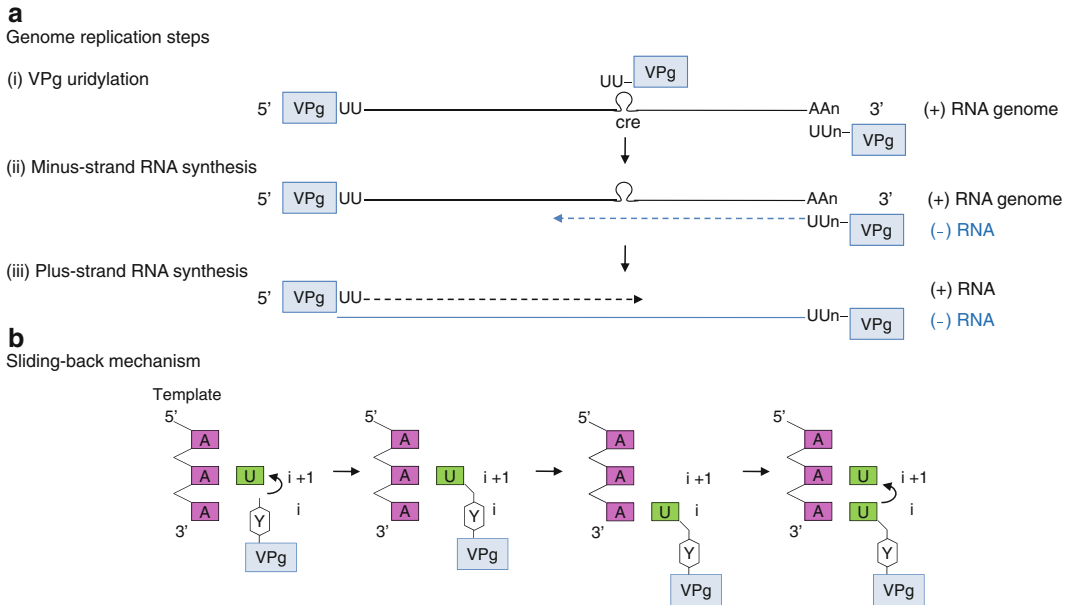 a
Genome replication steps
(i) VPg uridylation
UU– VPg
5’ VPg UU AAn 3’ (+) RNA genome
cre
UUn– VPg
(ii) Minus-strand RNA synthesis
5’ VPg UU AAn 3’ (+) RNA genome
UUn– VPg (–) RNA
(iii) Plus-strand RNA synthesis
5’ VPg UU (+) RNA
UUn– VPg (–) RNA
b
Sliding-back mechanism
Template
5’ 5’ 5’ 5’
A A A A
A U i +1 A U i +1 A i +1 A U i +1
A i A i A U i A U i
Y Y
3’ 3’ 3’ 3’
VPg VPg
Y Y
VPg VPg